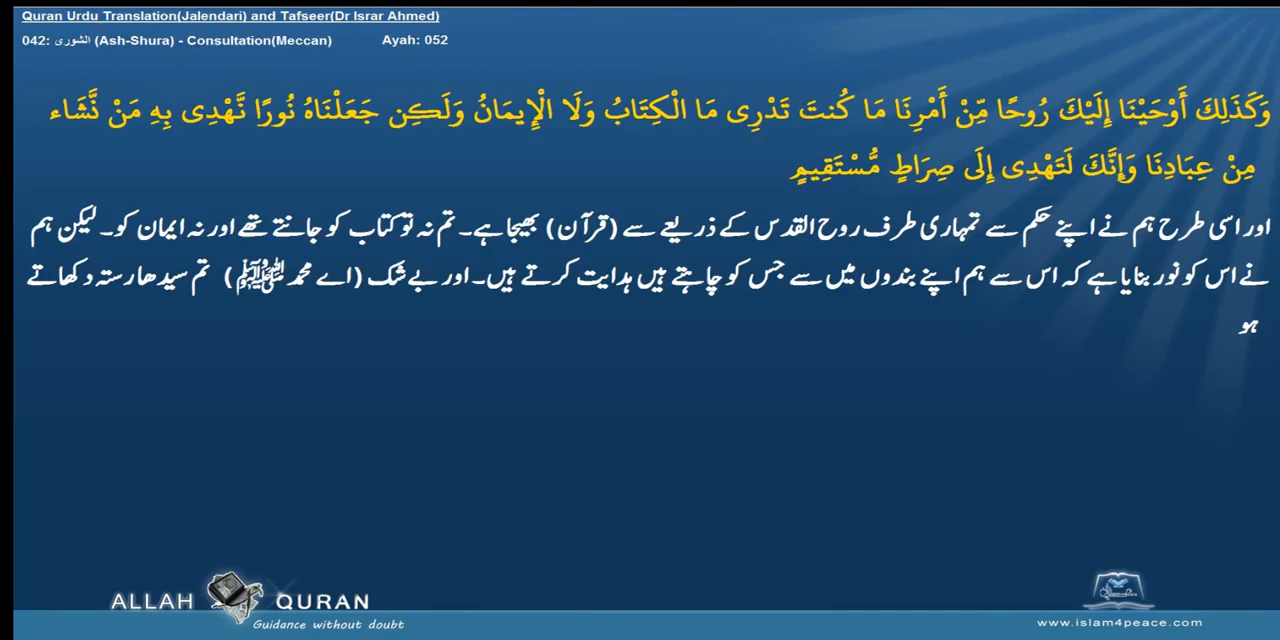 Quran Urdu Translation(Jalendari) and Tafseer(Dr Israr Ahmed)
042: الشورى (Ash-Shura) - Consultation(Meccan) Ayah: 052
وَكَذَلِكَ أَوْحَيْنَا إِلَيْكَ رُوحًا مِّنْ أَمْرِنَا مَا كُنتَ تَدْرِى مَا الْكِتَابُ وَلَا الْإِيمَانُ وَلَكِن جَعَلْنَاهُ نُورًا نَّهْدِى بِهِ مَنْ نَّشَاء
مِنْ عِبَادِنَا وَإِنَّكَ لَتَهْدِى إِلَى صِرَاطٍ مُّسْتَقِيمٍ
اور اسی طرح ہم نے اپنے حکم سے تمہاری طرف روح القدس کے ذریعے سے (قرآن) بھیجا ہے۔ تم نہ تو کتاب کو جانتے تھے اور نہ ایمان کو۔ لیکن ہم
نے اس کو نور بنایا ہے کہ اس سے ہم اپنے بندوں میں سے جس کو چاہتے ہیں ہدایت کرتے ہیں۔ اور بےشک (اے محمد ﷺ) تم سیدھا رستہ دکھاتے
ہو
ALLAH QURAN
Guidance without doubt
www.islam4peace.com